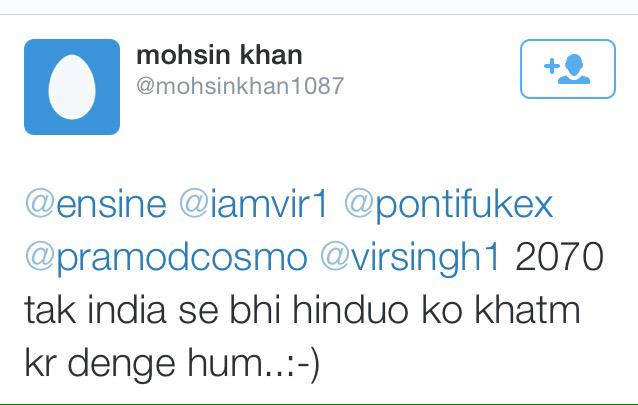 mohsin khan
@mohsinkhan1087
@ensine @iamvir1 @pontifukex
@pramodcosmo @virsingh1 2070
tak india se bhi hinduo ko khatm
kr denge hum..:-)